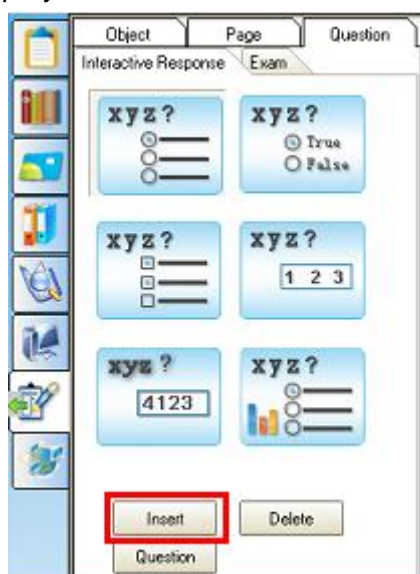 Object Page Question
Interactive Response Exam
xyz? xyz?
True
False
xyz? xyz?
1 2 3
xyz? xyz?
4123
Insert Delete
Question